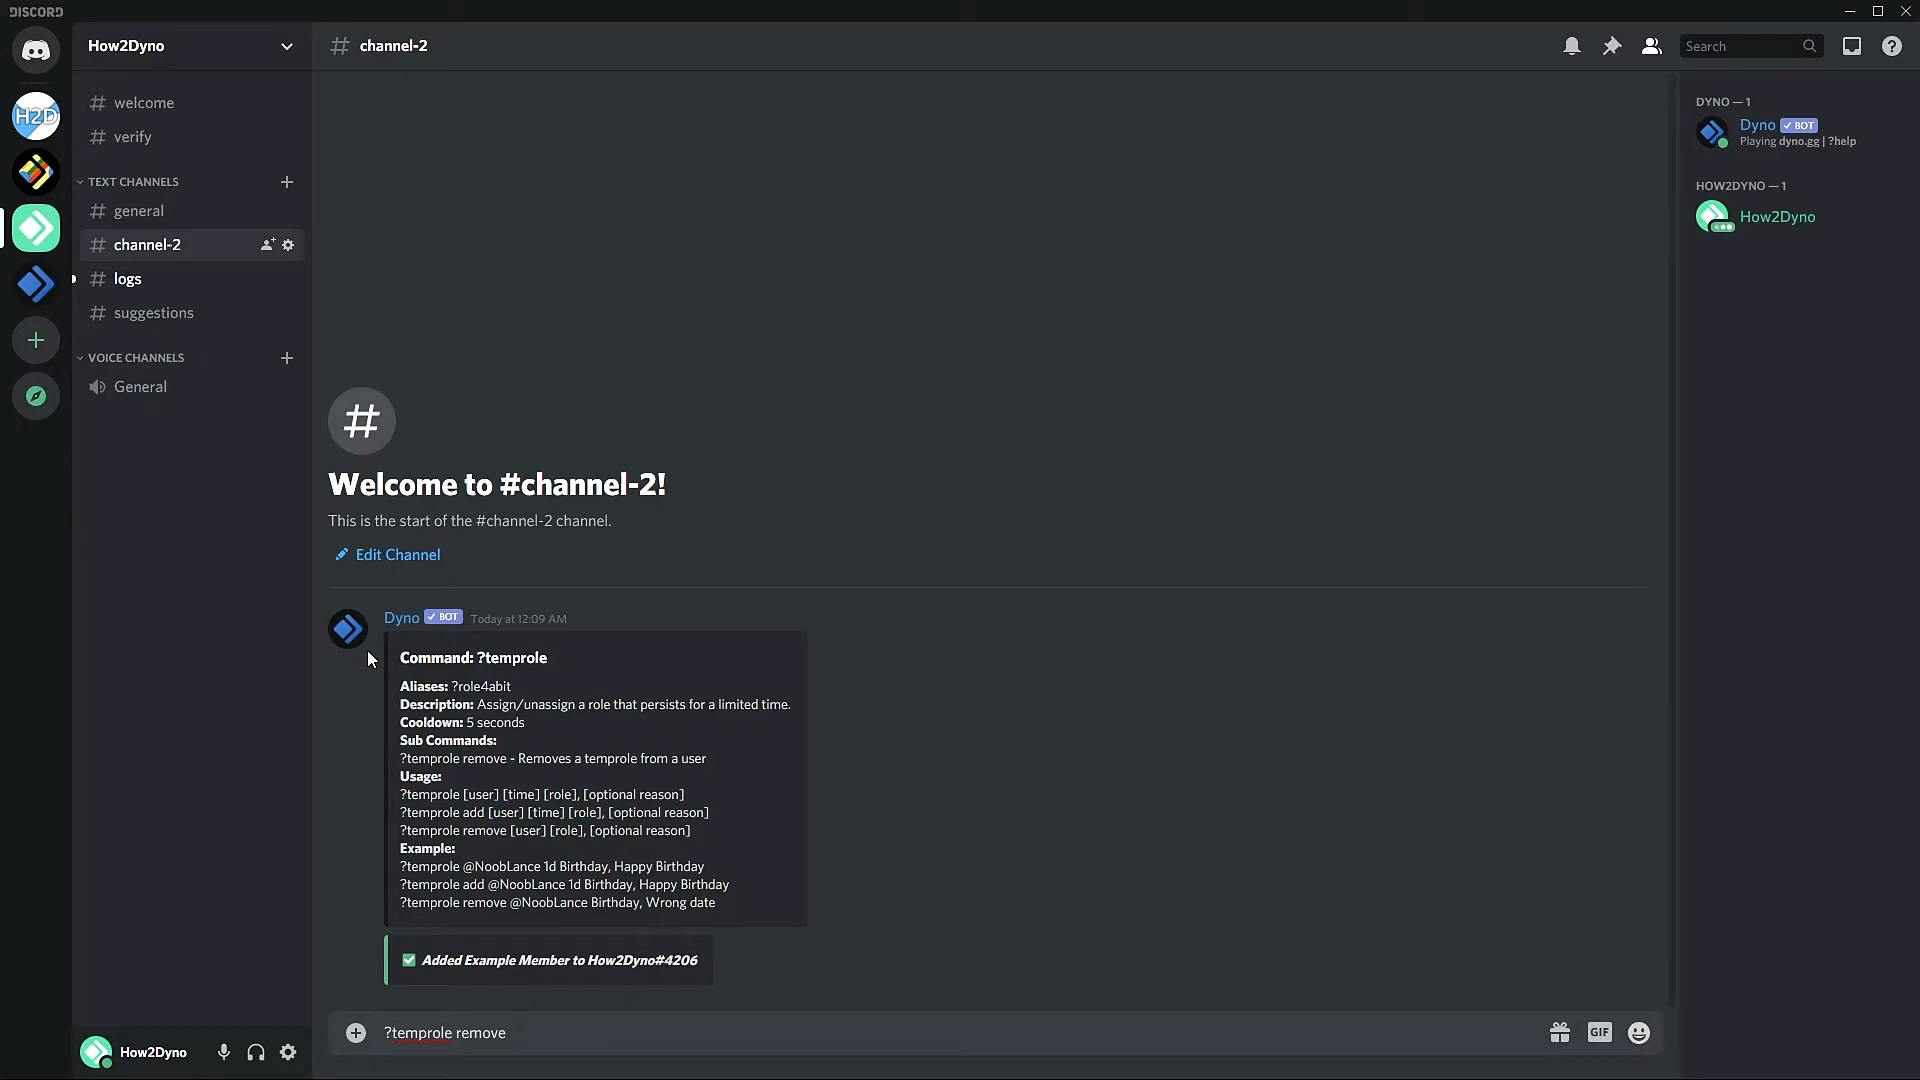 DISCORD
How2Dyno
# channel-2
Search
H2D
# welcome
# verify
TEXT CHANNELS
# general
# channel-2
# logs
# suggestions
VOICE CHANNELS
General
#
Welcome to #channel-2!
This is the start of the #channel-2 channel.
Edit Channel
Dyno ✓ BOT Today at 12:09 AM
Command: ?temprole
Aliases: ?role4abit
Description: Assign/unassign a role that persists for a limited time.
Cooldown: 5 seconds
Sub Commands:
?temprole remove - Removes a temprole from a user
Usage:
?temprole [user] [time] [role], [optional reason]
?temprole add [user] [time] [role], [optional reason]
?temprole remove [user] [role], [optional reason]
Example:
?temprole @NoobLance 1d Birthday, Happy Birthday
?temprole add @NoobLance 1d Birthday, Happy Birthday
?temprole remove @NoobLance Birthday, Wrong date
✅ Added Example Member to How2Dyno#4206
?temprole remove
GIF
How2Dyno
DYNO — 1
Dyno ✓ BOT
Playing dyno.gg | ?help
HOW2DYNO — 1
How2Dyno